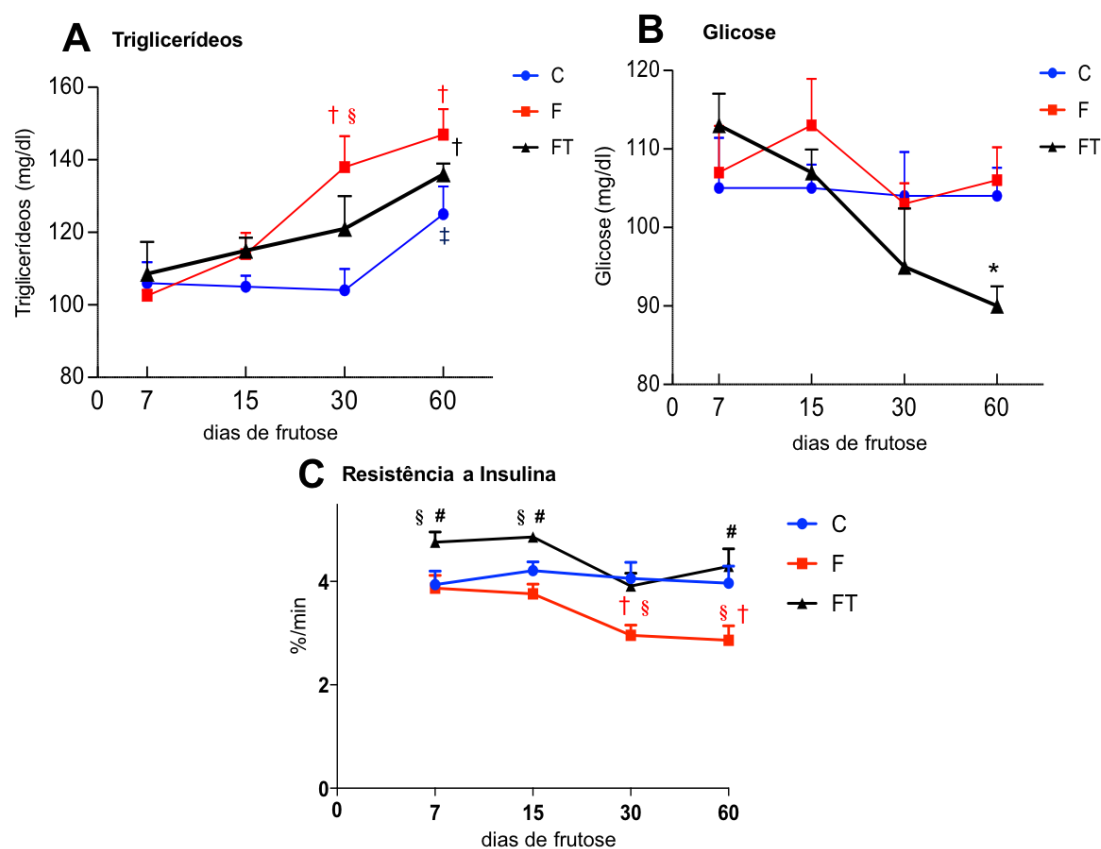 A Triglicerídeos
Triglicerídeos (mg/dl)
160
140
120
100
80
0 7 15 30 60
dias de frutose
† §
†
†
‡
C
F
FT
B Glicose
Glicose (mg/dl)
120
110
100
90
80
0 7 15 30 60
dias de frutose
*
C
F
FT
C Resistência a Insulina
%/min
4
2
0
0 7 15 30 60
dias de frutose
§ #
§ #
#
† §
§ †
C
F
FT